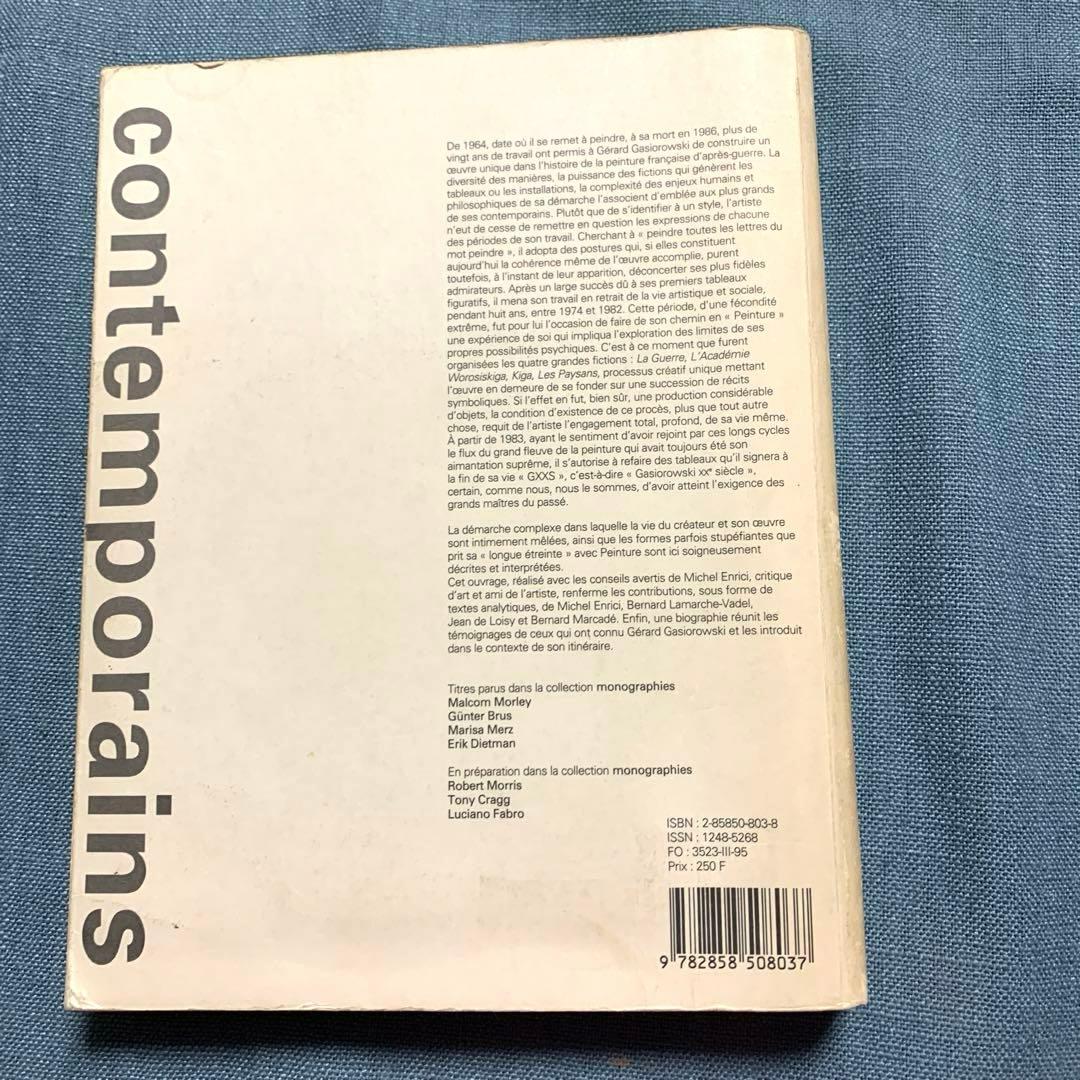 contemporains
De 1964, date où il se remet à peindre, à sa mort en 1986, plus de
vingt ans de travail ont permis à Gérard Gasiorowski de construire un
œuvre unique dans l'histoire de la peinture française d'après-guerre. La
diversité des manières, la puissance des fictions qui génèrent les
tableaux ou les installations, la complexité des enjeux humains et
philosophiques de sa démarche l'associent d'emblée aux plus grands
de ses contemporains. Plutôt que de s'identifier à un style, l'artiste
n'eut de cesse de remettre en question les expressions de chacune
des périodes de son travail. Cherchant à « peindre toutes les lettres du
mot peindre », il adopta des postures qui, si elles constituent
aujourd'hui la cohérence même de l'œuvre accomplie, purent
toutefois, à l'instant de leur apparition, déconcerter ses plus fidèles
admirateurs. Après un large succès dû à ses premiers tableaux
figuratifs, il mena son travail en retrait de la vie artistique et sociale,
pendant huit ans, entre 1974 et 1982. Cette période, d'une fécondité
extrême, fut pour lui l'occasion de faire de son chemin en « Peinture »
une expérience de soi qui impliqua l'exploration des limites de ses
propres possibilités psychiques. C'est à ce moment que furent
organisées les quatre grandes fictions : La Guerre, L'Académie
Worosiskiga, Kiga, Les Paysans, processus créatif unique mettant
l'œuvre en demeure de se fonder sur une succession de récits
symboliques. Si l'effet en fut, bien sûr, une production considérable
d'objets, la condition d'existence de ce procès, plus que tout autre
chose, requit de l'artiste l'engagement total, profond, de sa vie même.
À partir de 1983, ayant le sentiment d'avoir rejoint par ces longs cycles
le flux du grand fleuve de la peinture qui avait toujours été son
aimantation suprême, il s'autorise à refaire des tableaux qu'il signera à
la fin de sa vie « GXXS », c'est-à-dire « Gasiorowski XXe siècle »,
certain, comme nous, nous le sommes, d'avoir atteint l'exigence des
grands maîtres du passé.
La démarche complexe dans laquelle la vie du créateur et son œuvre
sont intimement mêlées, ainsi que les formes parfois stupéfiantes que
prit sa « longue étreinte » avec Peinture sont ici soigneusement
décrites et interprétées.
Cet ouvrage, réalisé avec les conseils avertis de Michel Enrici, critique
d'art et ami de l'artiste, renferme les contributions, sous forme de
textes analytiques, de Michel Enrici, Bernard Lamarche-Vadel,
Jean de Loisy et Bernard Marcadé. Enfin, une biographie réunit les
témoignages de ceux qui ont connu Gérard Gasiorowski et les introduit
dans le contexte de son itinéraire.
Titres parus dans la collection monographies
Malcom Morley
Günter Brus
Marisa Merz
Erik Dietman
En préparation dans la collection monographies
Robert Morris
Tony Cragg
Luciano Fabro
ISBN : 2-85850-803-8
ISSN : 1248-5268
FO : 3523-III-95
Prix : 250 F
9 782858 508037